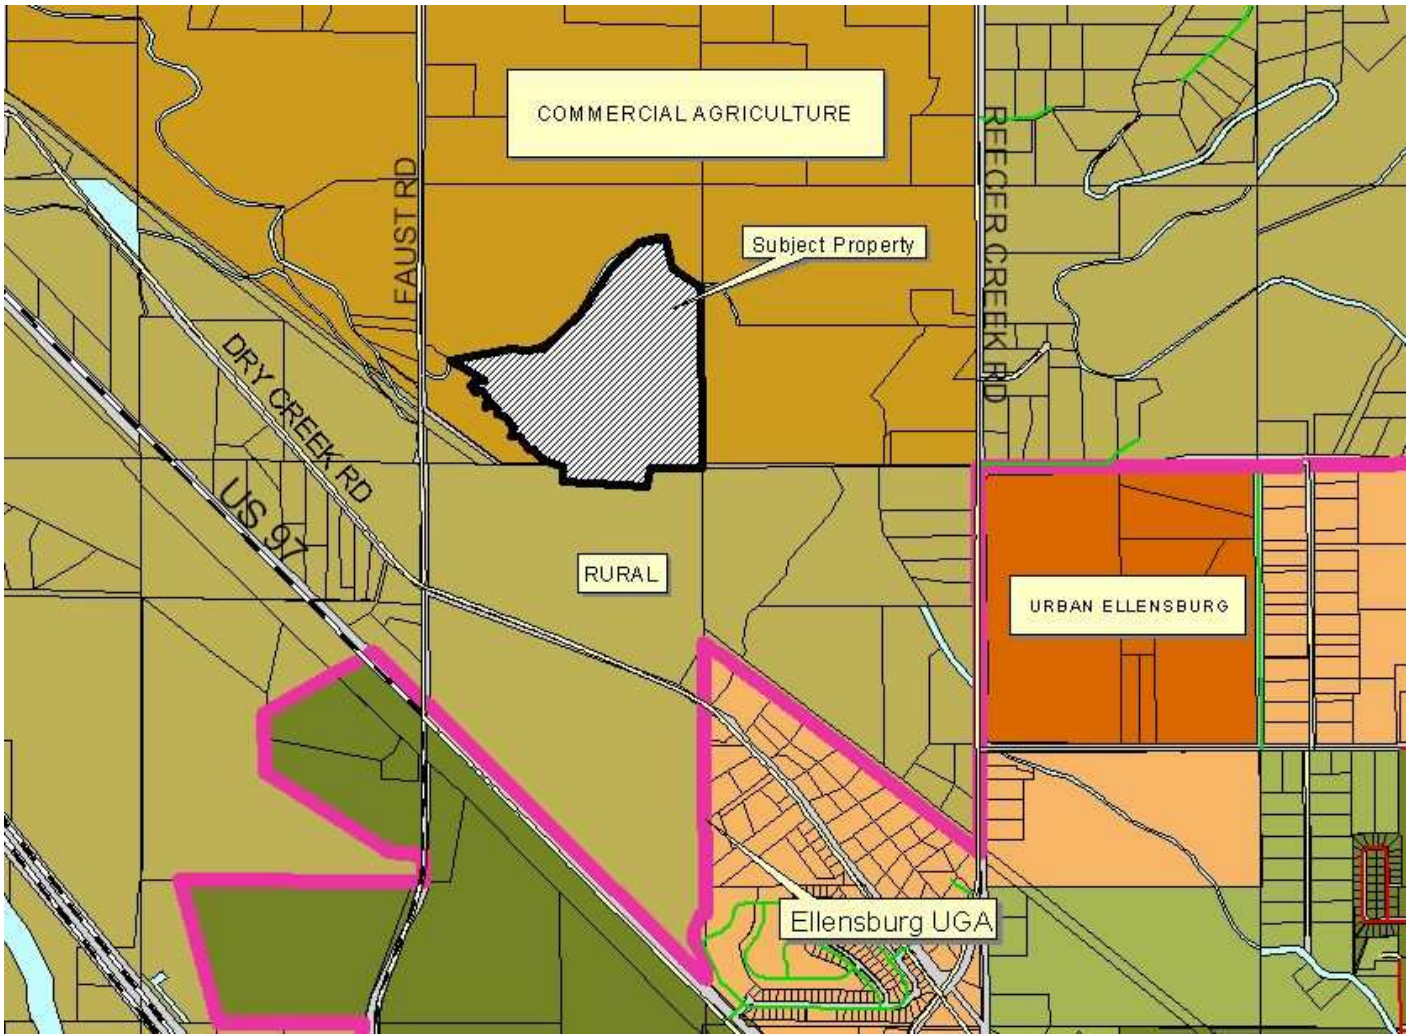 COMMERCIAL AGRICULTURE
FAUST RD
REECER CREEK RD
Subject Property
DRY CREEK RD
US 97
RURAL
URBAN ELLENSBURG
Ellensburg UGA